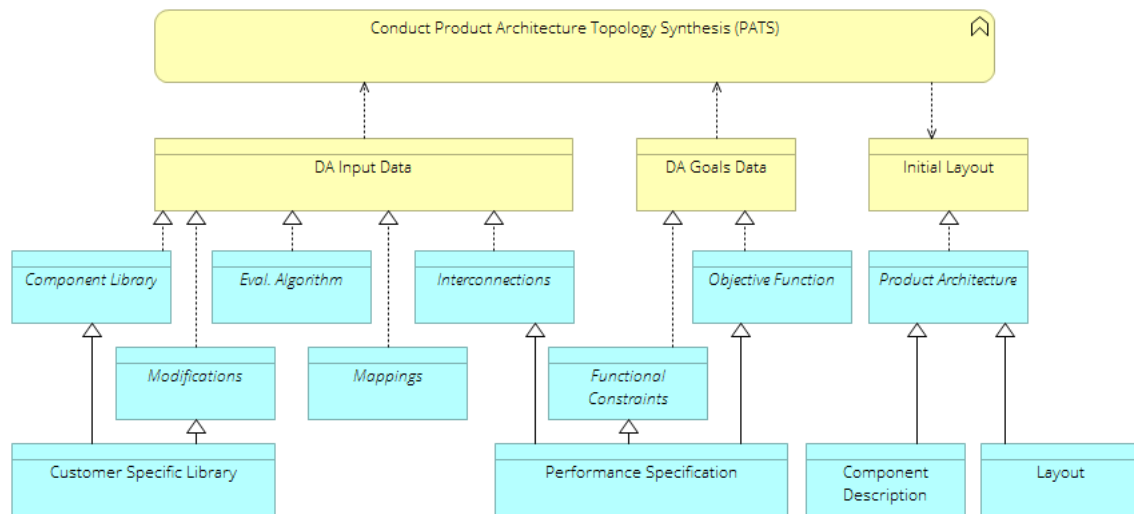 Conduct Product Architecture Topology Synthesis (PATS)
DA Input Data
DA Goals Data
Initial Layout
Component Library
Eval. Algorithm
Interconnections
Objective Function
Product Architecture
Modifications
Mappings
Functional
Constraints
Customer Specific Library
Performance Specification
Component
Description
Layout